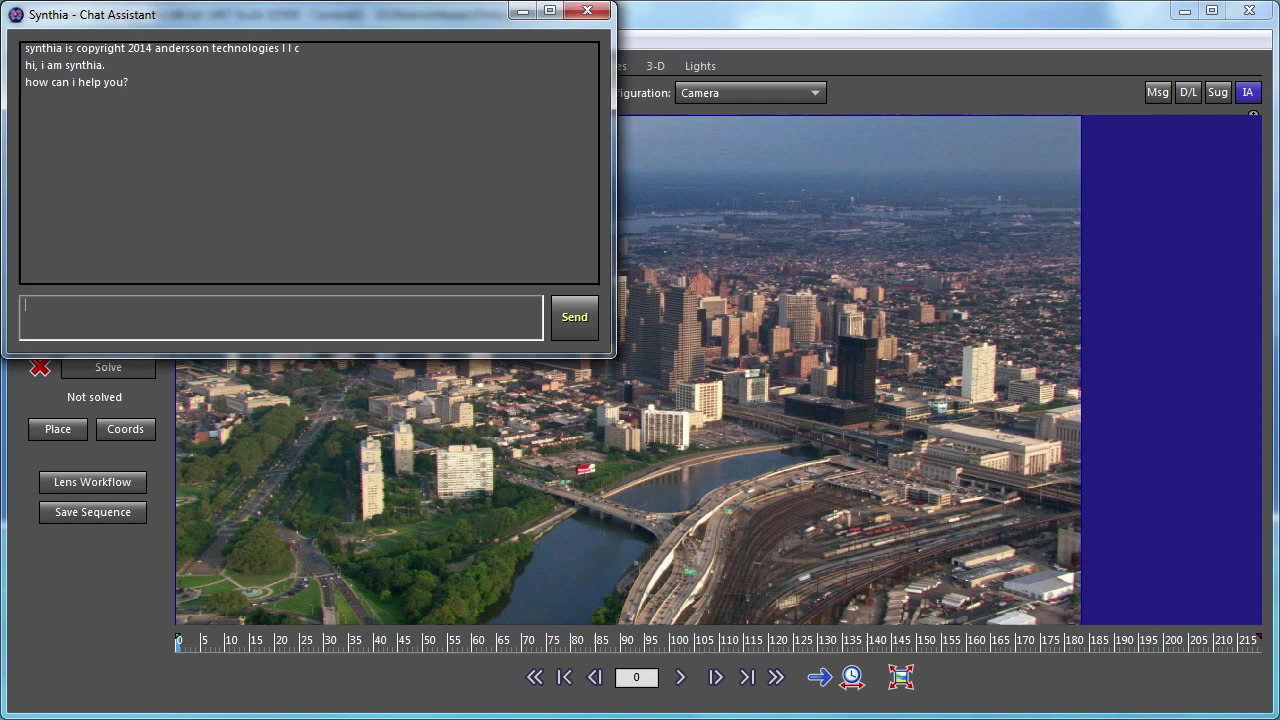 Synthia - Chat Assistant
synthia is copyright 2014 andersson technologies l l c
hi, i am synthia.
how can i help you?
Send
3-D Lights
Camera
Msg D/L Sug IA
Solve
Not solved
Place Coords
Lens Workflow
Save Sequence
0 5 10 15 20 25 30 35 40 45 50 55 60 65 70 75 80 85 90 95 100 105 110 115 120 125 130 135 140 145 150 155 160 165 170 175 180 185 190 195 200 205 210 215
0